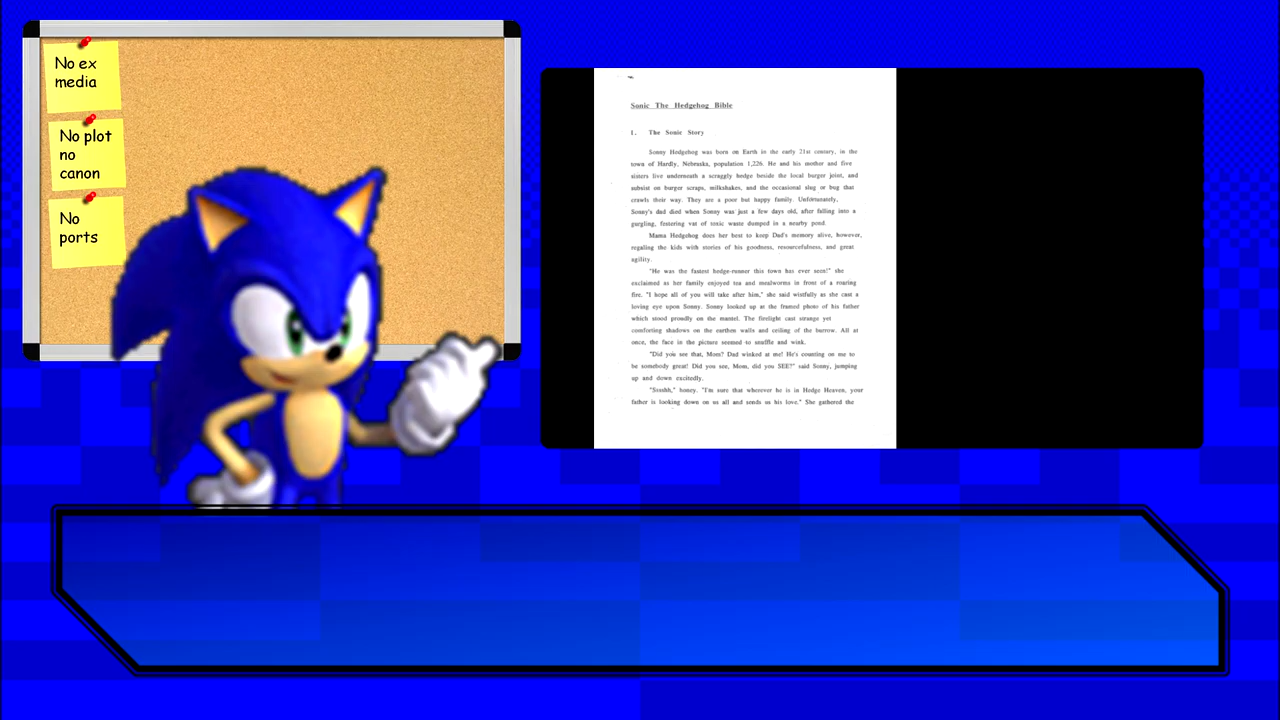 No ex
media
No plot
no
canon
No
ports
Sonic The Hedgehog Bible
1. The Sonic Story
Sonny Hedgehog was born on Earth in the early 21st century, in the
town of Hardly, Nebraska, population 1,226. He and his mother and five
sisters live underneath a scraggly hedge beside the local burger joint, and
subsist on burger scraps, milkshakes, and the occasional slug or bug that
crawls their way. They are a poor but happy family. Unfortunately,
Sonny's dad died when Sonny was just a few days old, after falling into a
gurgling, festering vat of toxic waste dumped in a nearby pond.
Mama Hedgehog does her best to keep Dad's memory alive, however,
regaling the kids with stories of his goodness, resourcefulness, and great
agility.
"He was the fastest hedge-runner this town has ever seen!" she
exclaimed as her family enjoyed tea and mealworms in front of a roaring
fire. "I hope all of you will take after him," she said wistfully as she cast a
loving eye upon Sonny. Sonny looked up at the framed photo of his father
which stood proudly on the mantel. The firelight cast strange yet
comforting shadows on the earthen walls and ceiling of the burrow. All at
once, the face in the picture seemed to snuffle and wink.
"Did you see that, Mom? Dad winked at me! He's counting on me to
be somebody great! Did you see, Mom, did you SEE?" said Sonny, jumping
up and down excitedly.
"Sssshh," honey. "I'm sure that wherever he is in Hedge Heaven, your
father is looking down on us all and sends us his love." She gathered the